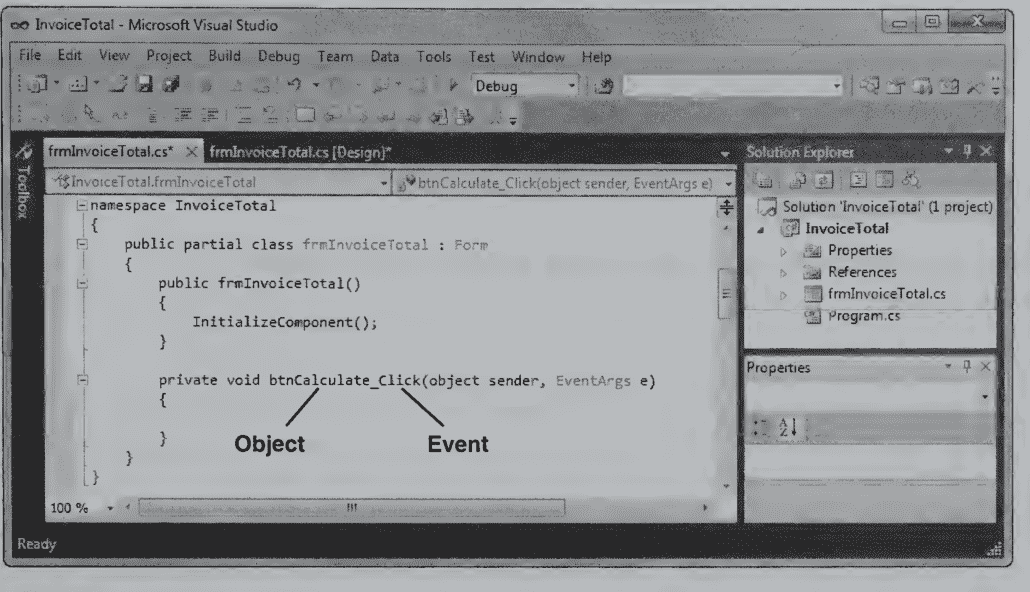 InvoiceTotal - Microsoft Visual Studio
File Edit View Project Build Debug Team Data Tools Test Window Help
Debug
Toolbox
frmInvoiceTotal.cs* frmInvoiceTotal.cs [Design]*
InvoiceTotal.frmInvoiceTotal btnCalculate_Click(object sender, EventArgs e)
namespace InvoiceTotal
{
public partial class frmInvoiceTotal : Form
{
public frmInvoiceTotal()
{
InitializeComponent();
}
private void btnCalculate_Click(object sender, EventArgs e)
{
}
Object Event
}
}
100 %
Ready
Solution Explorer
Solution 'InvoiceTotal' (1 project)
InvoiceTotal
Properties
References
frmInvoiceTotal.cs
Program.cs
Properties